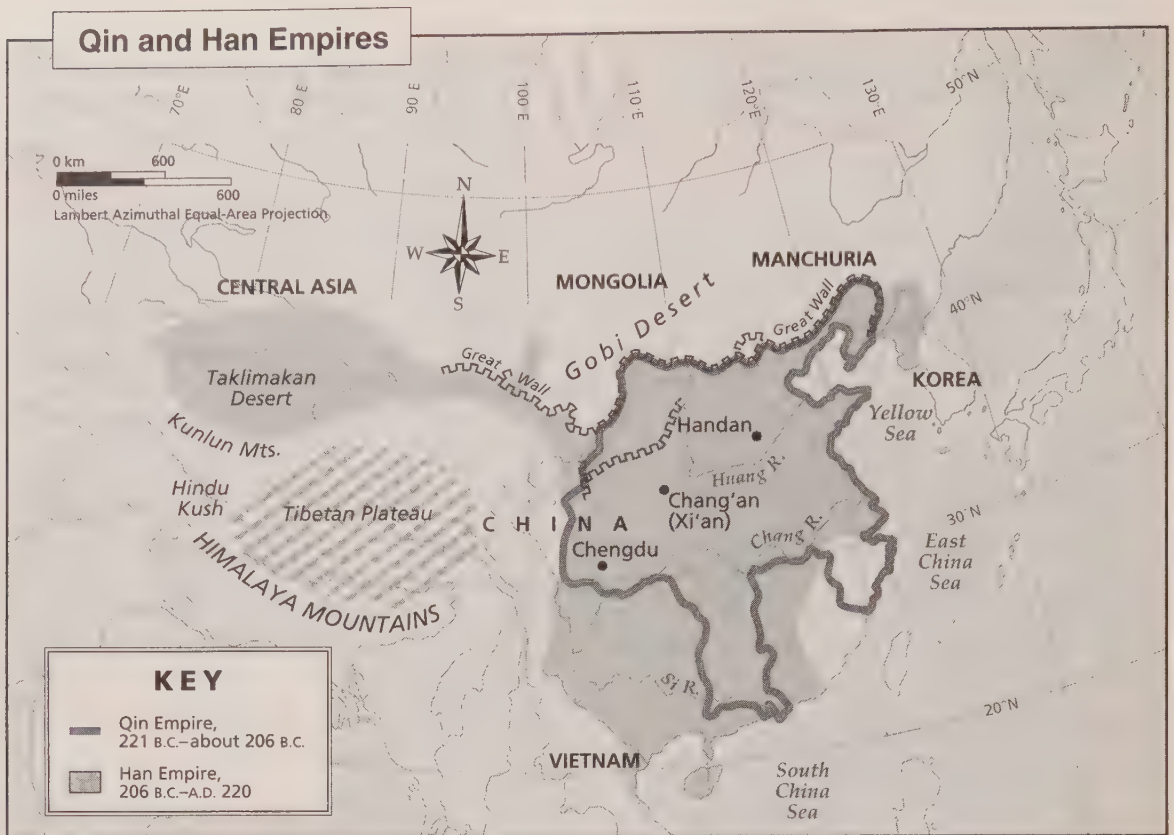 Qin and Han Empires
70°E
80 E
90 E
100 E
110 E
120°E
130°E
50°N
0 km 600
0 miles 600
Lambert Azimuthal Equal-Area Projection
N
W E
S
CENTRAL ASIA
MONGOLIA
MANCHURIA
Gobi Desert
Great Wall
40°N
Great Wall
Taklimakan
Desert
KOREA
Yellow
Sea
Kunlun Mts.
Handan
Huang R.
Hindu
Kush
Tibetan Plateau
CHINA
Chang'an
(Xi'an)
Chang R.
30°N
East
China
Sea
Chengdu
HIMALAYA MOUNTAINS
KEY
Qin Empire,
221 B.C.–about 206 B.C.
Han Empire,
206 B.C.–A.D. 220
Si R.
20°N
VIETNAM
South
China
Sea